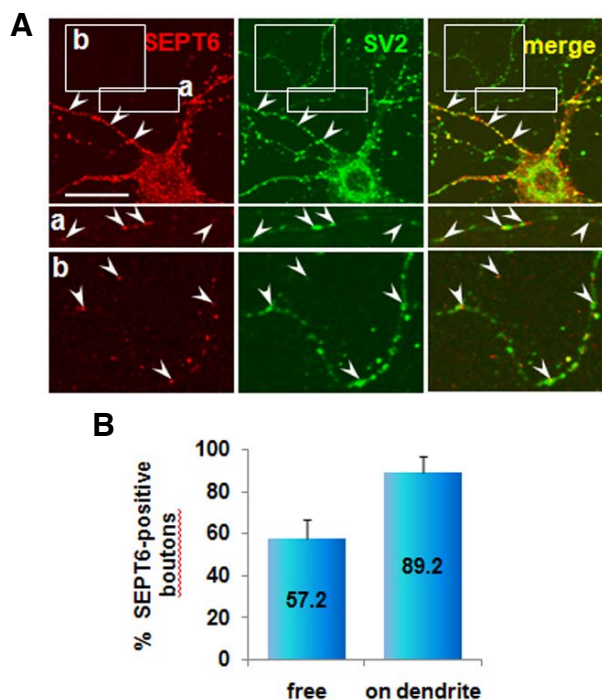 A
b
SEPT6
SV2
merge
a
a
b
B
% SEPT6-positive
boutons
100
80
60
40
20
0
57.2
89.2
free
on dendrite